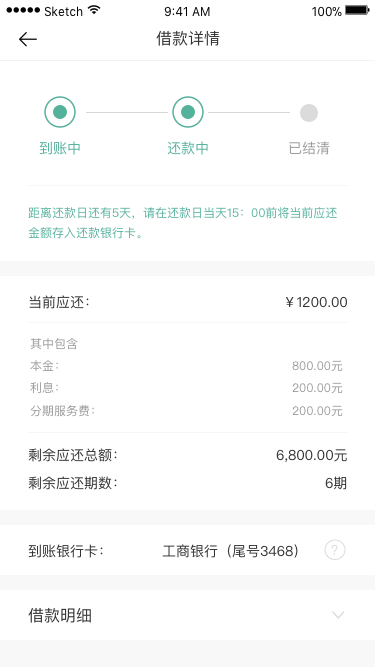 Sketch 9:41 AM 100%
借款详情
到账中 还款中 已结清
距离还款日还有5天，请在还款日当天15：00前将当前应还
金额存入还款银行卡。
当前应还： ￥1200.00
其中包含
本金： 800.00元
利息： 200.00元
分期服务费： 200.00元
剩余应还总额： 6,800.00元
剩余应还期数： 6期
到账银行卡： 工商银行（尾号3468） ?
借款明细